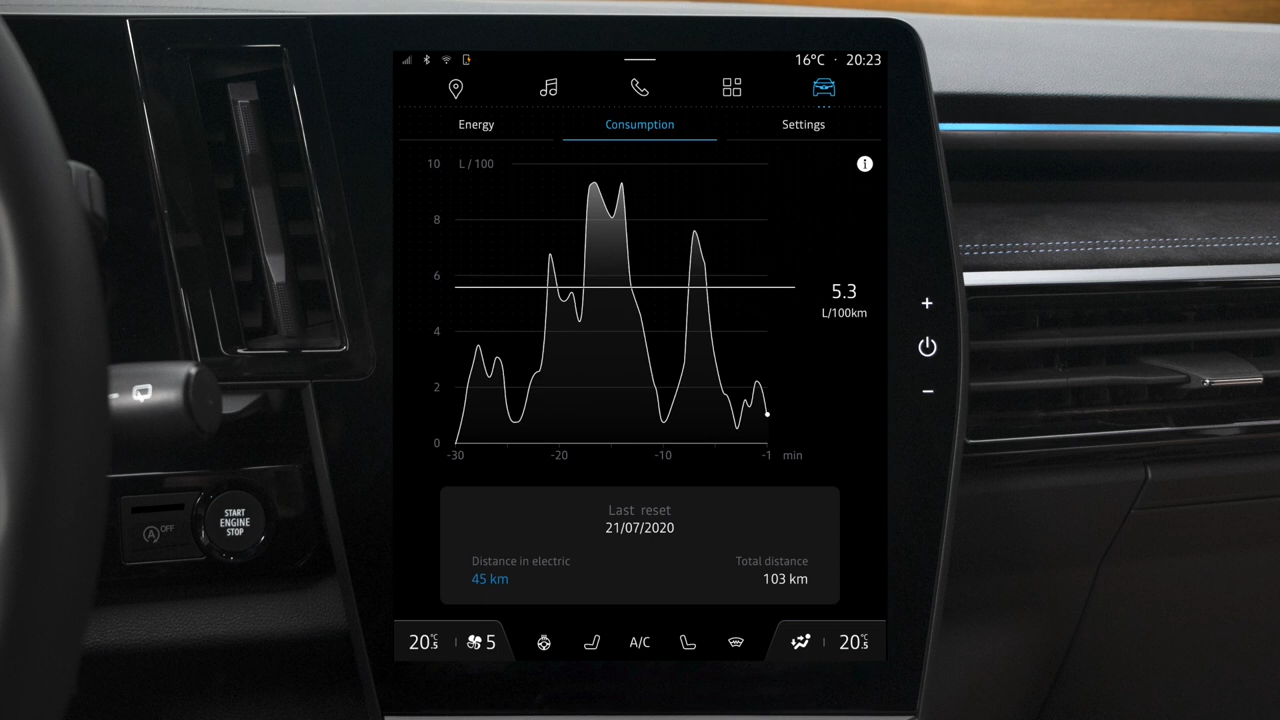 16°C · 20:23
Energy
Consumption
Settings
10 L / 100
8
6
4
2
0
-30 -20 -10 -1 min
5.3
L/100km
+
−
Last reset
21/07/2020
Distance in electric
45 km
Total distance
103 km
20°C.5
5
A/C
20°C.5
A OFF
START
ENGINE
STOP